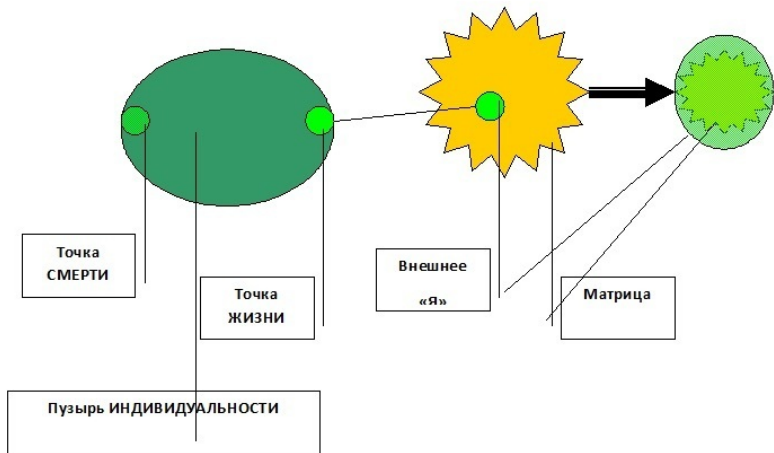 Точка
СМЕРТИ
Точка
ЖИЗНИ
Внешнее
«Я»
Матрица
Пузырь ИНДИВИДУАЛЬНОСТИ